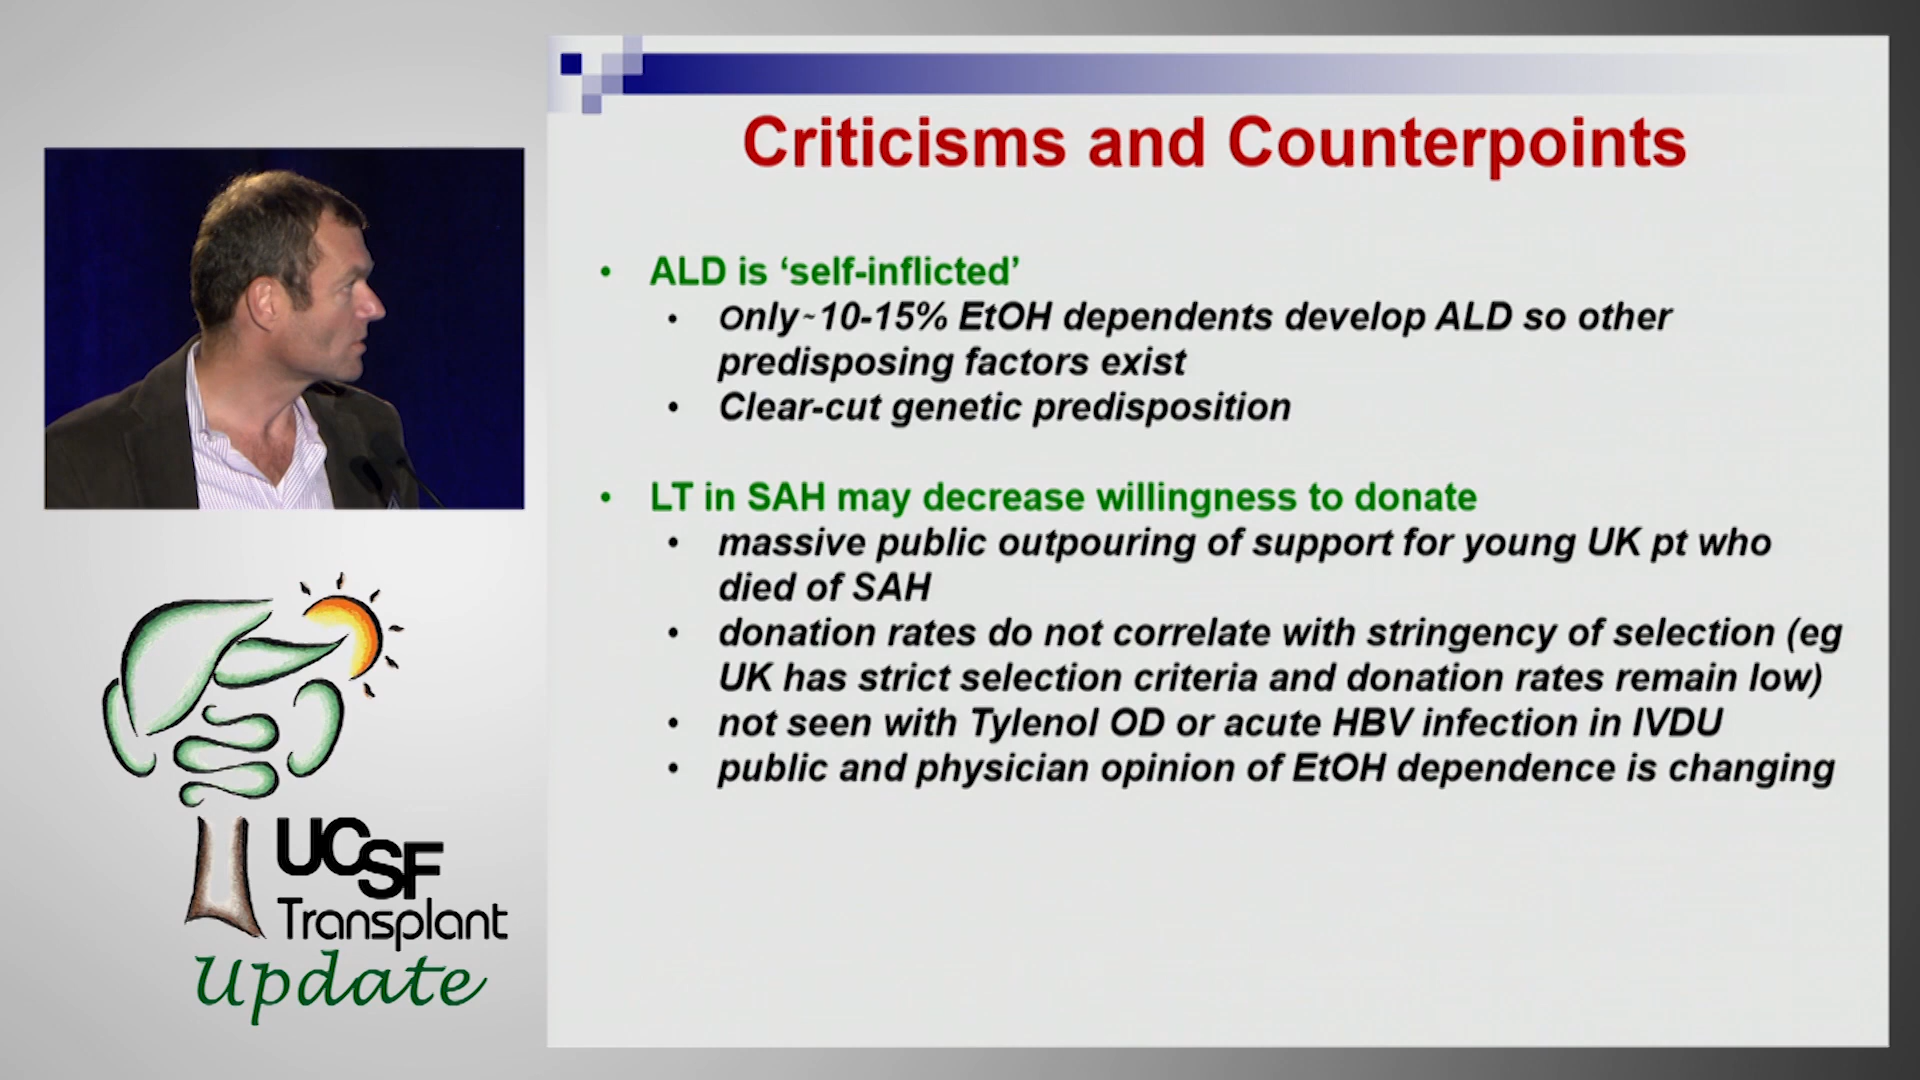 Criticisms and Counterpoints
• ALD is ‘self-inflicted’
• Only~10-15% EtOH dependents develop ALD so other
predisposing factors exist
• Clear-cut genetic predisposition
• LT in SAH may decrease willingness to donate
• massive public outpouring of support for young UK pt who
died of SAH
• donation rates do not correlate with stringency of selection (eg
UK has strict selection criteria and donation rates remain low)
• not seen with Tylenol OD or acute HBV infection in IVDU
• public and physician opinion of EtOH dependence is changing
UCSF
Transplant
Update